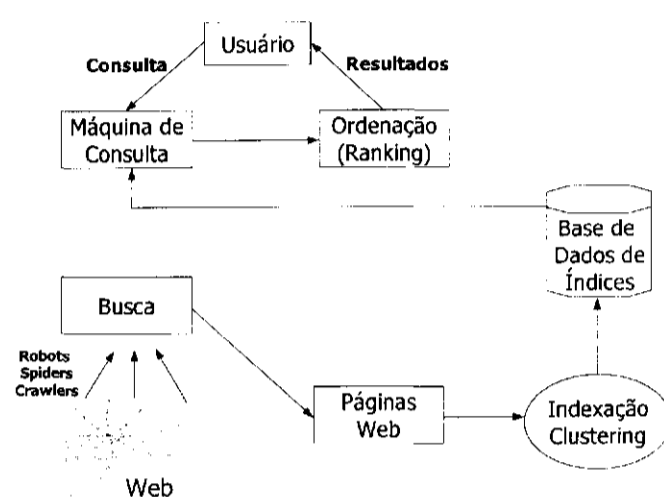 Usuário
Consulta
Resultados
Máquina de
Consulta
Ordenação
(Ranking)
Base de
Dados de
Índices
Busca
Robots
Spiders
Crawlers
Páginas
Web
Indexação
Clustering
Web